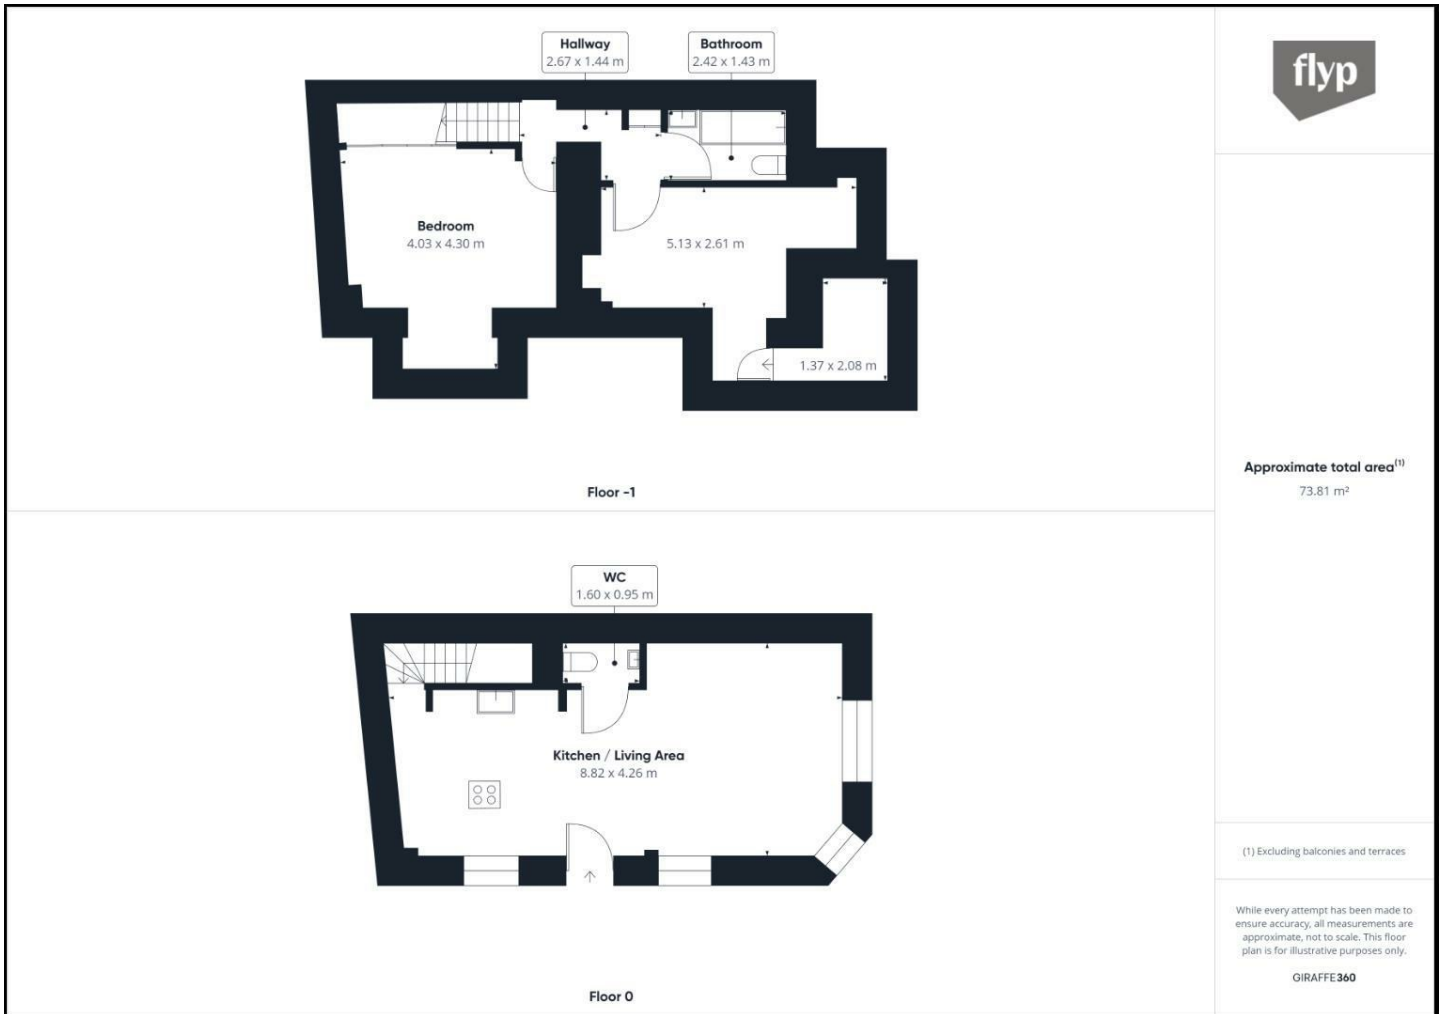 Hallway
2.67 x 1.44 m
Bathroom
2.42 x 1.43 m
Bedroom
4.03 x 4.30 m
5.13 x 2.61 m
1.37 x 2.08 m
Floor -1
WC
1.60 x 0.95 m
Kitchen / Living Area
8.82 x 4.26 m
Floor 0
flyp
Approximate total area(1)
73.81 m²
(1) Excluding balconies and terraces
While every attempt has been made to
ensure accuracy, all measurements are
approximate, not to scale. This floor
plan is for illustrative purposes only.
GIRAFFE360